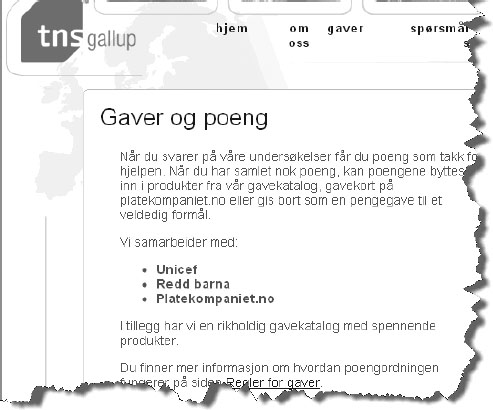 tns gallup
hjem om oss gaver spørsmål
Gaver og poeng
Når du svarer på våre undersøkelser får du poeng som takk
hjelpen. Når du har samlet nok poeng, kan poengene byttes
inn i produkter fra vår gavekatalog, gavekort på
platekompaniet.no eller gis bort som en pengegave til et
veldedig formål.
Vi samarbeider med:
• Unicef
• Redd barna
• Platekompaniet.no
I tillegg har vi en rikholdig gavekatalog med spennende
produkter.
Du finner mer informasjon om hvordan poengordningen
fungerer på siden Regler for gaver.